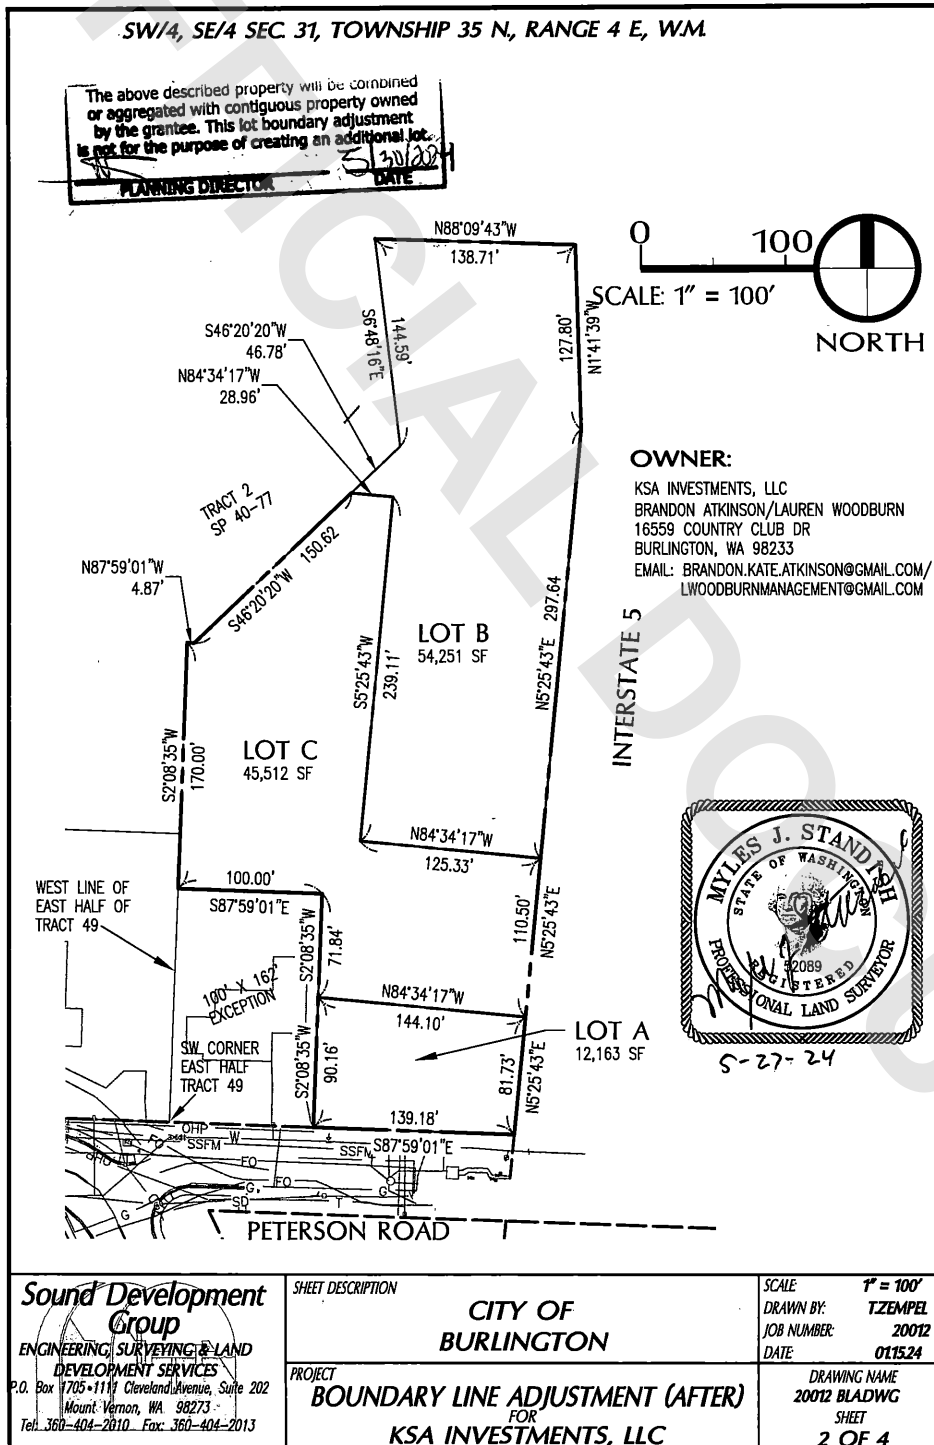 SW/4, SE/4 SEC. 31, TOWNSHIP 35 N., RANGE 4 E, W.M.
The above described property will be combined
or aggregated with contiguous property owned
by the grantee. This lot boundary adjustment
is not for the purpose of creating an additional lot.
5/30/2024
PLANNING DIRECTOR DATE
0 100
SCALE: 1" = 100'
NORTH
N88°09'43"W
138.71'
S6°48'16"E
144.59'
127.80'
N1°41'39"W
S46°20'20"W
46.78'
N84°34'17"W
28.96'
TRACT 2
SP 40-77
OWNER:
KSA INVESTMENTS, LLC
BRANDON ATKINSON/LAUREN WOODBURN
16559 COUNTRY CLUB DR
BURLINGTON, WA 98233
EMAIL: BRANDON.KATE.ATKINSON@GMAIL.COM/
LWOODBURNMANAGEMENT@GMAIL.COM
N87°59'01"W
4.87'
S46°20'20"W 150.62
LOT B
54,251 SF
S5°25'43"W
239.11'
N5°25'43"E 297.64
INTERSTATE 5
S2°08'35"W
170.00'
LOT C
45,512 SF
N84°34'17"W
125.33'
100.00'
S87°59'01"E
WEST LINE OF
EAST HALF OF
TRACT 49
S2°08'35"W
71.84'
110.50'
N5°25'43"E
100' X 162'
EXCEPTION
N84°34'17"W
144.10'
LOT A
12,163 SF
SW CORNER
EAST HALF
TRACT 49
S2°08'35"W
90.16'
81.73'
N5°25'43"E
139.18'
S87°59'01"E
MYLES J. STANDISH
STATE OF WASHINGTON
52089
REGISTERED
PROFESSIONAL LAND SURVEYOR
5-27-24
OHP
FO SSFM W SSFM
FO
G FO G
G SD T
PETERSON ROAD
Sound Development
Group
ENGINEERING, SURVEYING & LAND
DEVELOPMENT SERVICES
P.O. Box 1705•1111 Cleveland Avenue, Suite 202
Mount Vernon, WA 98273
Tel: 360-404-2010 Fax: 360-404-2013
SHEET DESCRIPTION
CITY OF
BURLINGTON
PROJECT
BOUNDARY LINE ADJUSTMENT (AFTER)
FOR
KSA INVESTMENTS, LLC
SCALE: 1" = 100'
DRAWN BY: T.ZEMPEL
JOB NUMBER: 20012
DATE 01.15.24
DRAWING NAME
20012 BLADWG
SHEET
2 OF 4